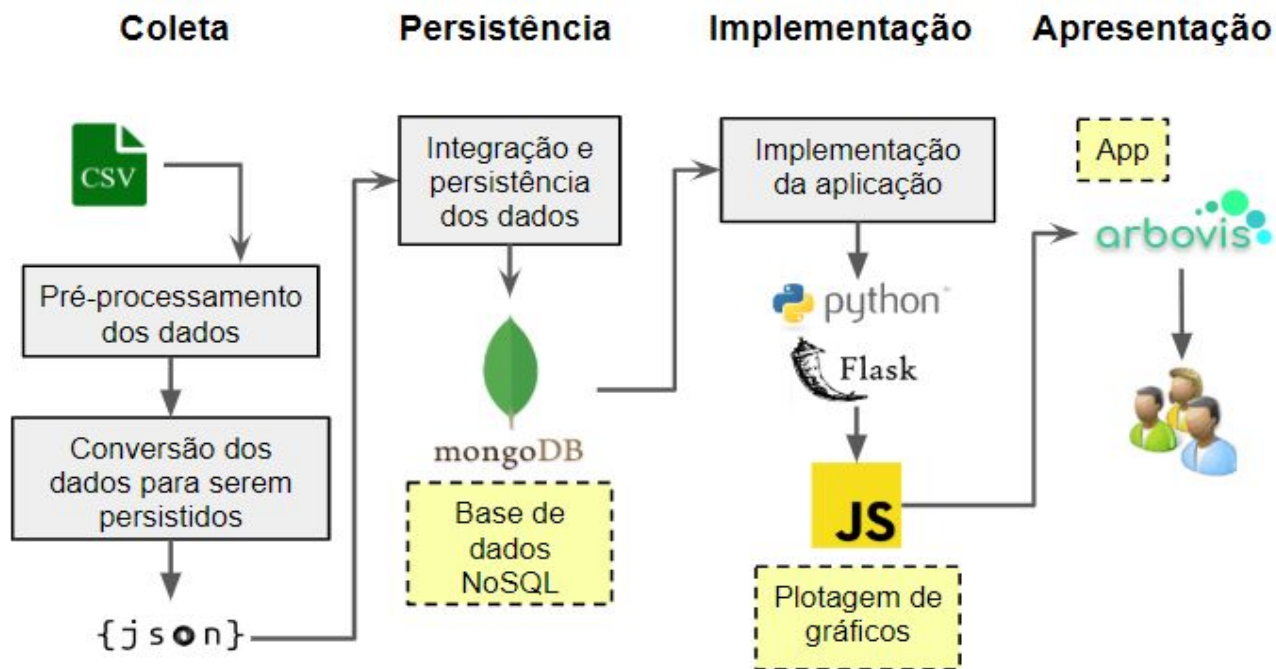 Coleta
Persistência
Implementação
Apresentação
CSV
Pré-processamento
dos dados
Conversão dos
dados para serem
persistidos
{json}
Integração e
persistência
dos dados
mongoDB
Base de
dados
NoSQL
Implementação
da aplicação
python
Flask
JS
Plotagem de
gráficos
App
arbovis